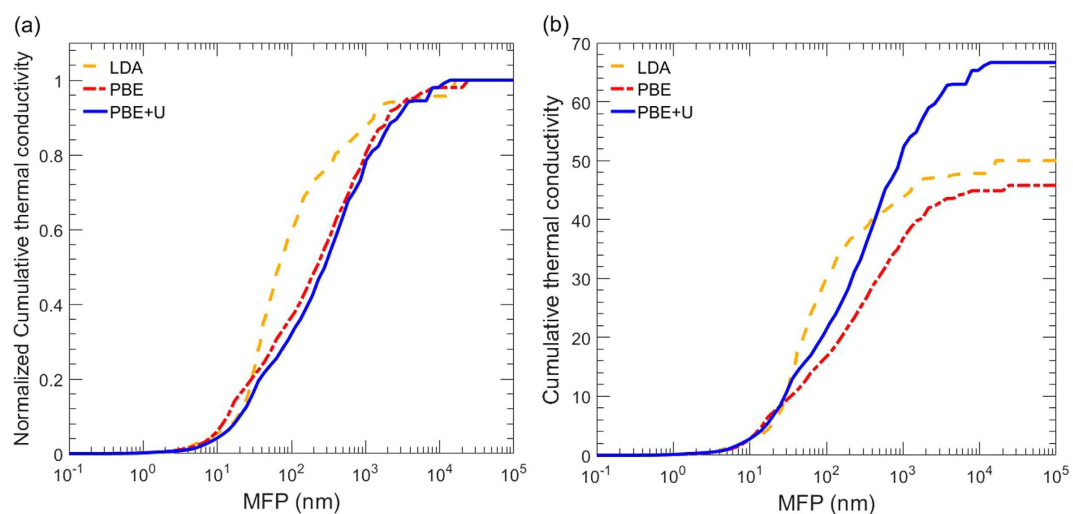 (a)
Normalized Cumulative thermal conductivity
1
0.8
0.6
0.4
0.2
0
LDA
PBE
PBE+U
10-1 100 101 102 103 104 105
MFP (nm)
(b)
Cumulative thermal conductivity
70
60
50
40
30
20
10
0
LDA
PBE
PBE+U
10-1 100 101 102 103 104 105
MFP (nm)